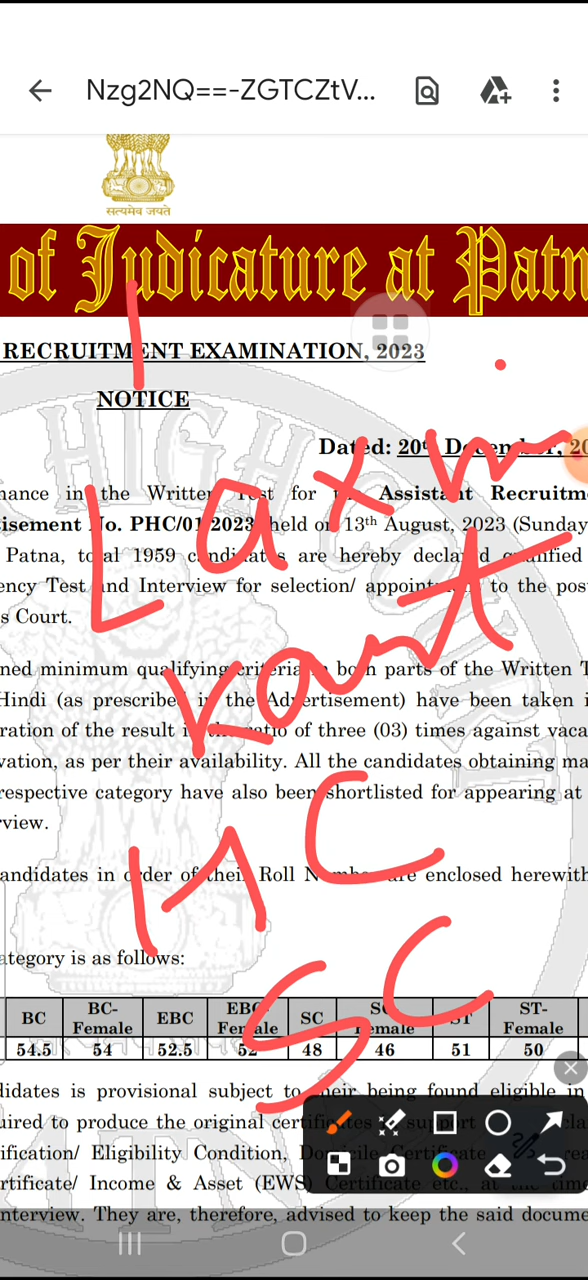 Nzg2NQ==-ZGTCZtV...
सत्यमेव जयते
of Judicature at Patn
RECRUITMENT EXAMINATION, 2023
NOTICE
Dated: 20th December, 20
mance in the Written Test for the Assistant Recruitm
isement No. PHC/01/2023 held on 13th August, 2023 (Sunday
Patna, total 1959 candidates are hereby declared qualified
ency Test and Interview for selection/ appointment to the pos
s Court.
ned minimum qualifying criteria in both parts of the Written T
Hindi (as prescribed in the Advertisement) have been taken i
ration of the result in the ratio of three (03) times against vaca
vation, as per their availability. All the candidates obtaining ma
respective category have also been shortlisted for appearing at
rview.
andidates in order of their Roll Number are enclosed herewith
ategory is as follows:
BC BC-Female EBC EBC Female SC SC Female ST ST-Female
54.5 54 52.5 52 48 46 51 50
didates is provisional subject to their being found eligible in
uired to produce the original certificates support
ification/ Eligibility Condition, Domicile Certificate
rtificate/ Income & Asset (EWS) Certificate etc., at the time
nterview. They are, therefore, advised to keep the said docume
Laxmi
Kant
HC
SC